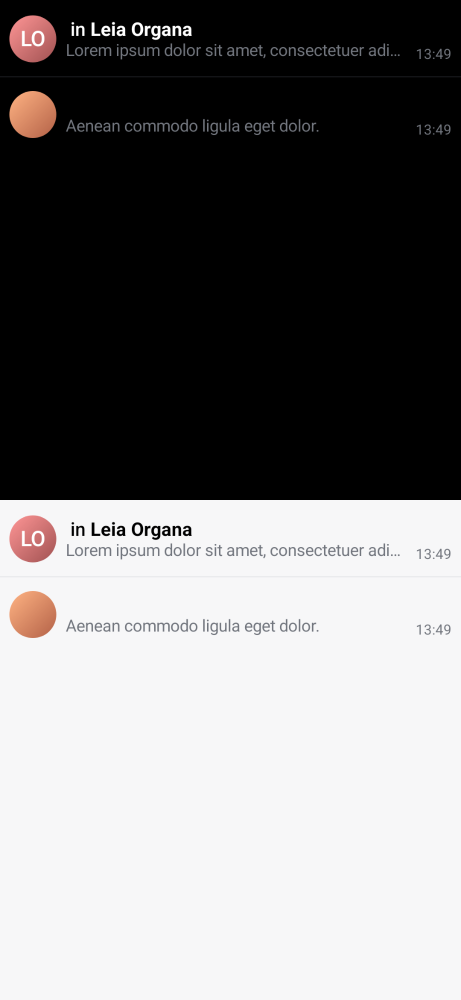 LO
in Leia Organa
Lorem ipsum dolor sit amet, consectetuer adi...
13:49
Aenean commodo ligula eget dolor.
13:49
LO
in Leia Organa
Lorem ipsum dolor sit amet, consectetuer adi...
13:49
Aenean commodo ligula eget dolor.
13:49